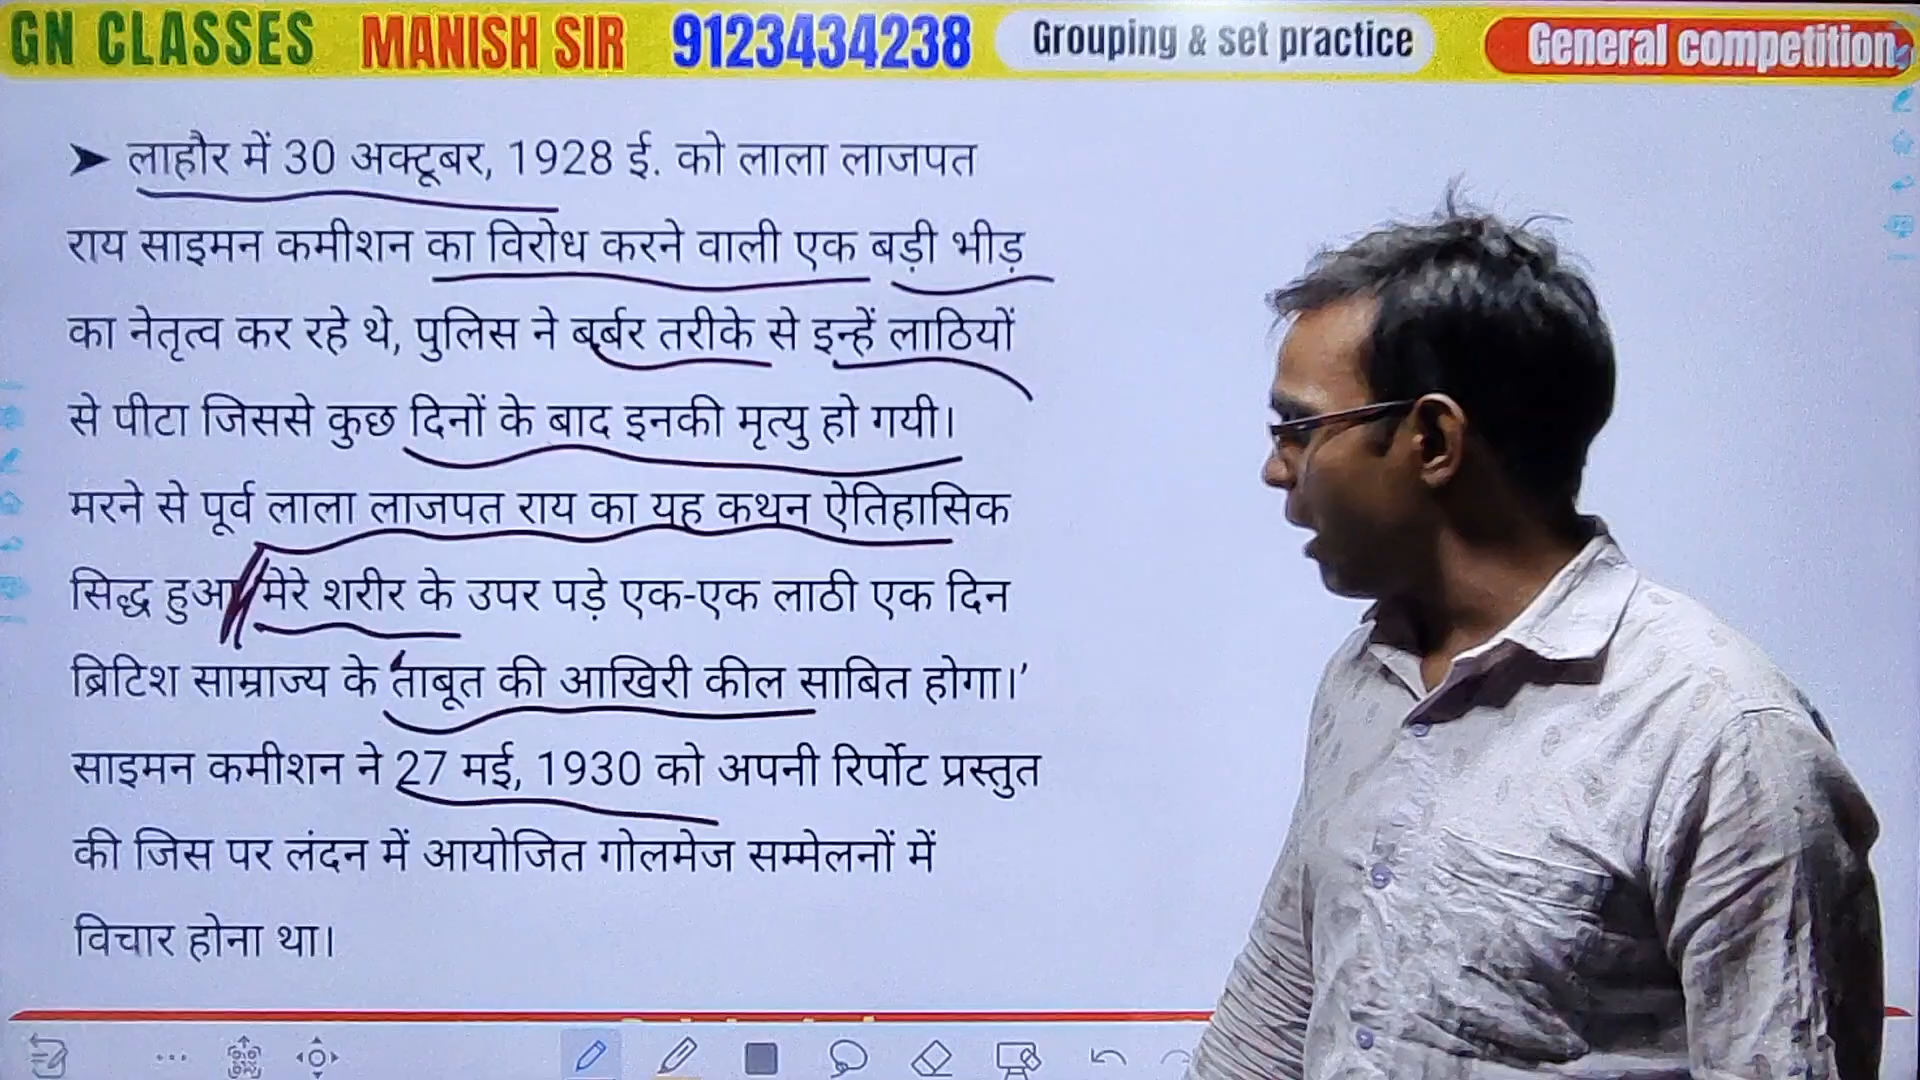 GN CLASSES MANISH SIR 9123434238 Grouping & set practice General competition
➤ लाहौर में 30 अक्टूबर, 1928 ई. को लाला लाजपत
राय साइमन कमीशन का विरोध करने वाली एक बड़ी भीड़
का नेतृत्व कर रहे थे, पुलिस ने बर्बर तरीके से इन्हें लाठियों
से पीटा जिससे कुछ दिनों के बाद इनकी मृत्यु हो गयी।
मरने से पूर्व लाला लाजपत राय का यह कथन ऐतिहासिक
सिद्ध हुआ मेरे शरीर के उपर पड़े एक-एक लाठी एक दिन
ब्रिटिश साम्राज्य के ताबूत की आखिरी कील साबित होगा।’
साइमन कमीशन ने 27 मई, 1930 को अपनी रिर्पोट प्रस्तुत
की जिस पर लंदन में आयोजित गोलमेज सम्मेलनों में
विचार होना था।